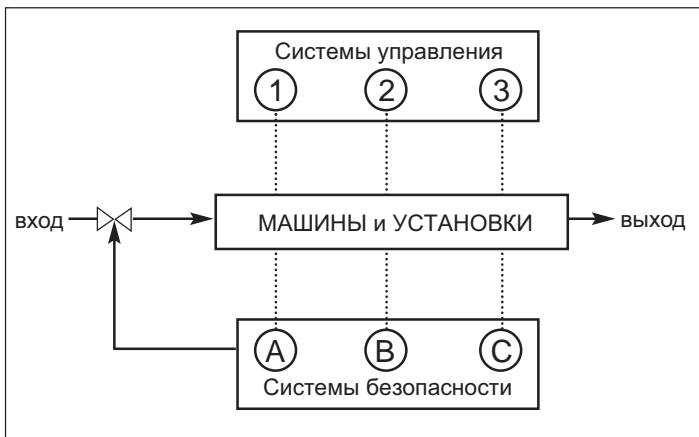 Системы управления
1 2 3
вход МАШИНЫ и УСТАНОВКИ выход
A B C
Системы безопасности